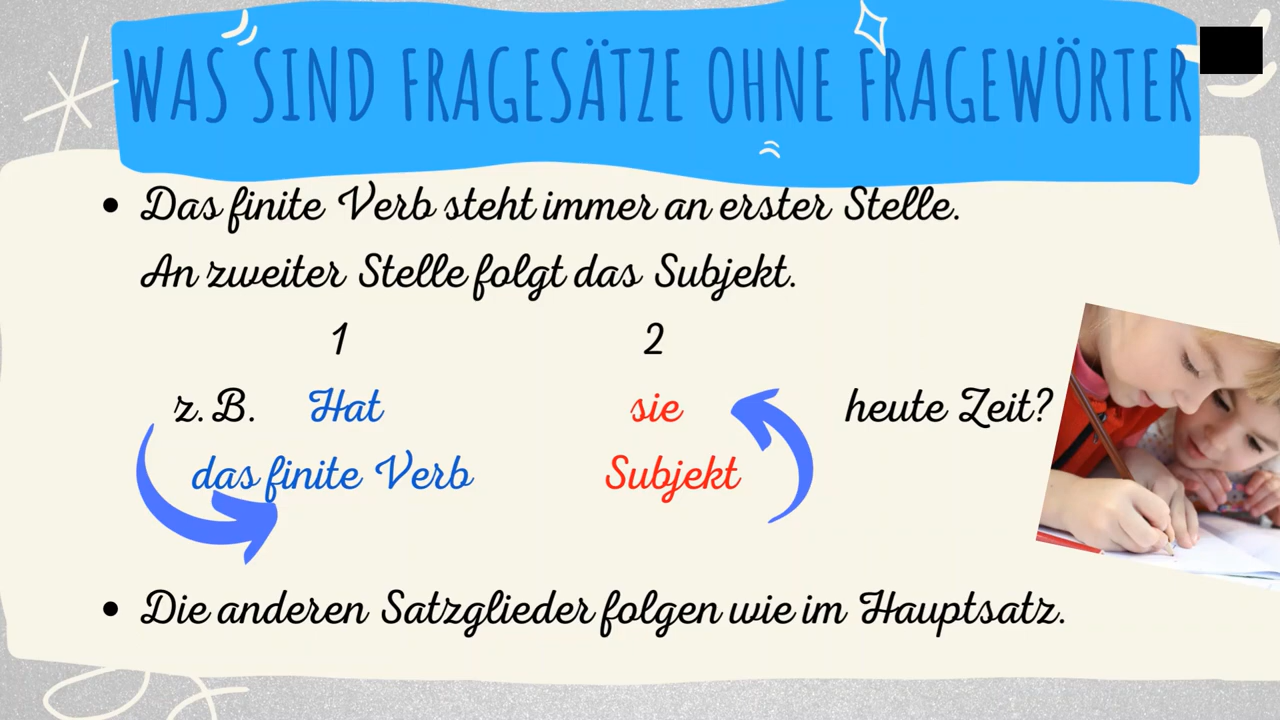 WAS SIND FRAGESÄTZE OHNE FRAGEWÖRTER
• Das finite Verb steht immer an erster Stelle.
An zweiter Stelle folgt das Subjekt.
1 2
z. B. Hat sie heute Zeit?
das finite Verb Subjekt
• Die anderen Satzglieder folgen wie im Hauptsatz.